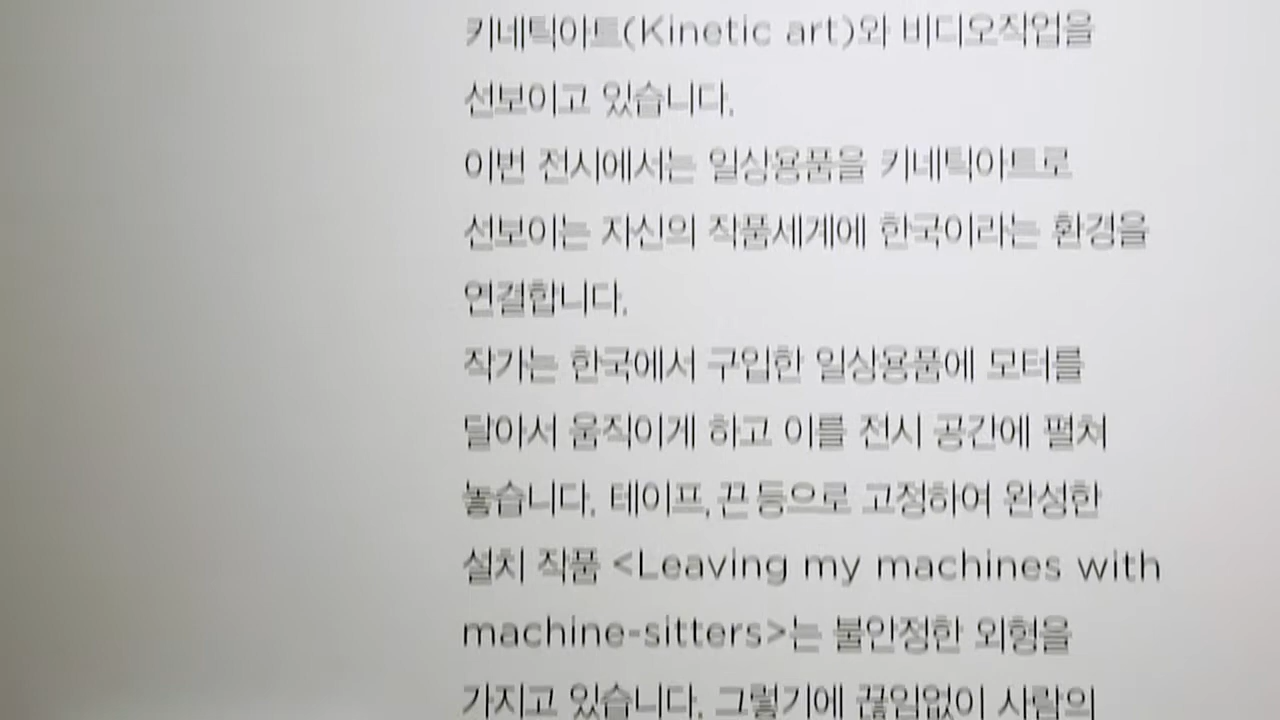 키네틱아트(Kinetic art)와 비디오작업을
선보이고 있습니다.
이번 전시에서는 일상용품을 키네틱아트로
선보이는 자신의 작품세계에 한국이라는 환경을
연결합니다.
작가는 한국에서 구입한 일상용품에 모터를
달아서 움직이게 하고 이를 전시 공간에 펼쳐
놓습니다. 테이프, 끈 등으로 고정하여 완성한
설치 작품 <Leaving my machines with
machine-sitters>는 불안정한 외형을
가지고 있습니다. 그렇기에 끊임없이 사람의